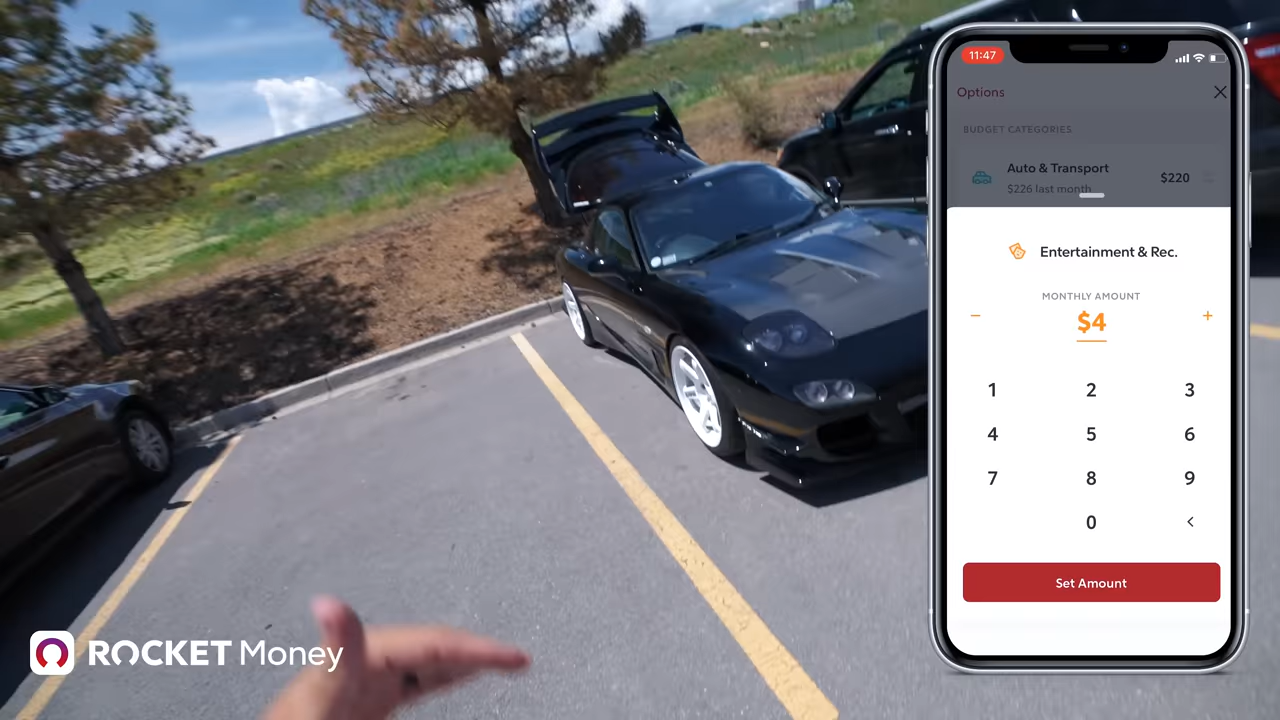 11:47
Options
BUDGET CATEGORIES
Auto & Transport
$226 last month
$220
Entertainment & Rec.
MONTHLY AMOUNT
− $4 +
1 2 3
4 5 6
7 8 9
0 <
Set Amount
ROCKET Money